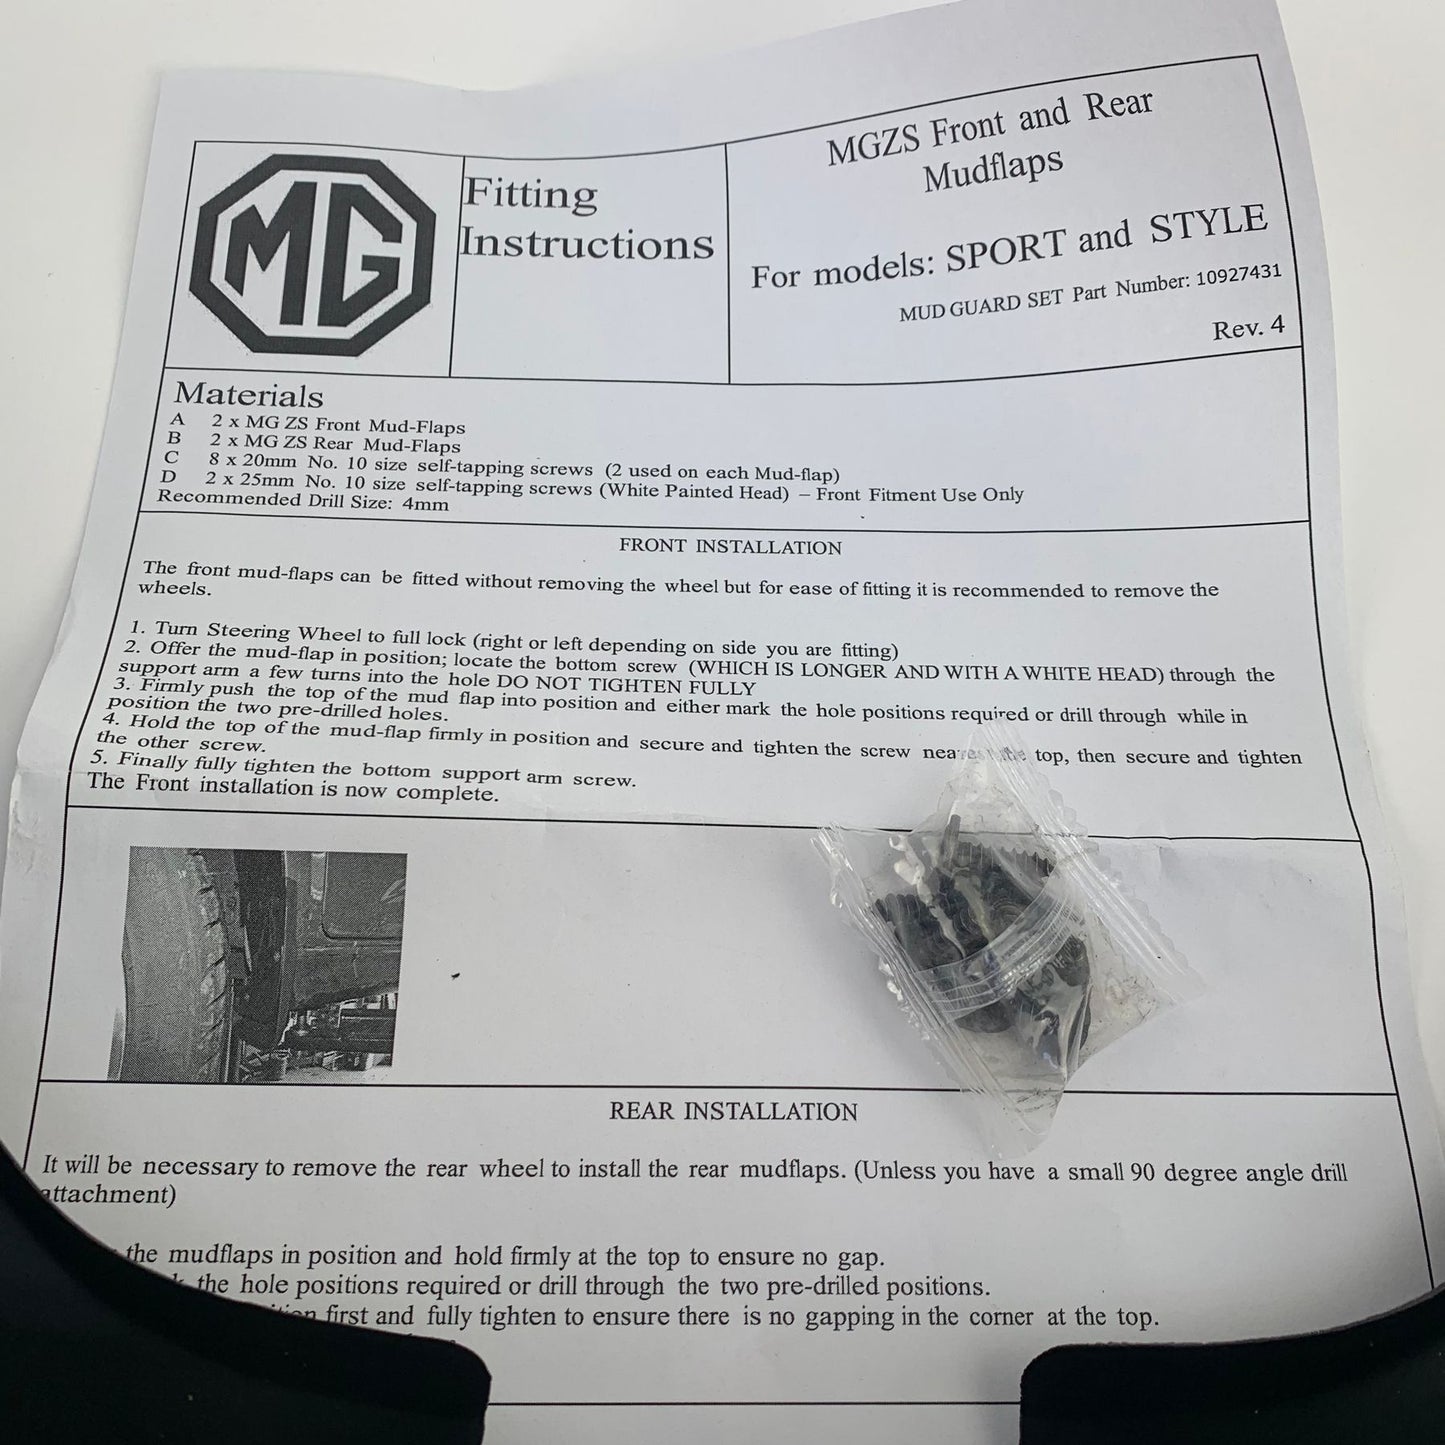 MG
Fitting
Instructions
MGZS Front and Rear
Mudflaps
For models: SPORT and STYLE
MUD GUARD SET Part Number: 10927431
Rev. 4
Materials
A 2 x MG ZS Front Mud-Flaps
B 2 x MG ZS Rear Mud-Flaps
C 8 x 20mm No. 10 size self-tapping screws (2 used on each Mud-flap)
D 2 x 25mm No. 10 size self-tapping screws (White Painted Head) – Front Fitment Use Only
Recommended Drill Size: 4mm
FRONT INSTALLATION
The front mud-flaps can be fitted without removing the wheel but for ease of fitting it is recommended to remove the
wheels.
1. Turn Steering Wheel to full lock (right or left depending on side you are fitting)
2. Offer the mud-flap in position; locate the bottom screw (WHICH IS LONGER AND WITH A WHITE HEAD) through the
support arm a few turns into the hole DO NOT TIGHTEN FULLY
3. Firmly push the top of the mud flap into position and either mark the hole positions required or drill through while in
position the two pre-drilled holes.
4. Hold the top of the mud-flap firmly in position and secure and tighten the screw nearest the top, then secure and tighten
the other screw.
5. Finally fully tighten the bottom support arm screw.
The Front installation is now complete.
REAR INSTALLATION
It will be necessary to remove the rear wheel to install the rear mudflaps. (Unless you have a small 90 degree angle drill
attachment)
the mudflaps in position and hold firmly at the top to ensure no gap.
the hole positions required or drill through the two pre-drilled positions.
first and fully tighten to ensure there is no gapping in the corner at the top.